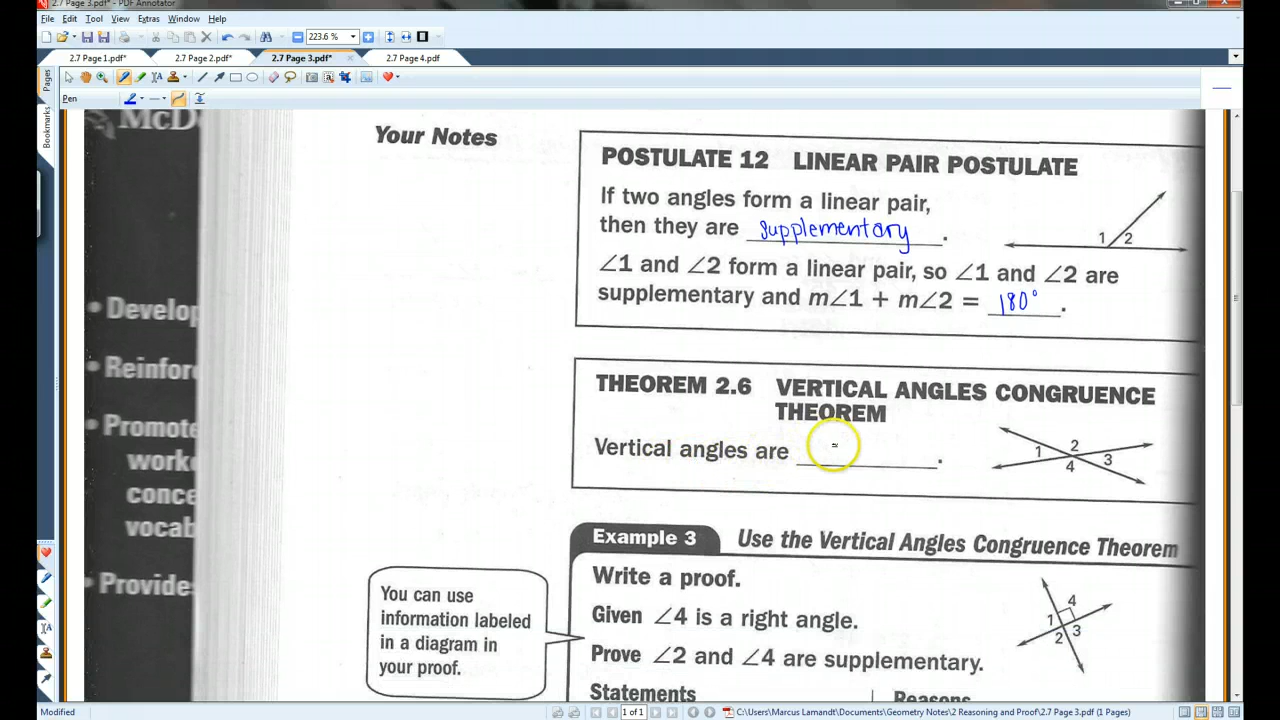 2.7 Page 3.pdf* - PDF Annotator
File Edit Tool View Extras Window Help
223.6 %
2.7 Page 1.pdf* 2.7 Page 2.pdf* 2.7 Page 3.pdf* 2.7 Page 4.pdf
Pages
Pen
Bookmarks
McD
Your Notes
POSTULATE 12 LINEAR PAIR POSTULATE
If two angles form a linear pair,
then they are supplementary.
1 2
∠1 and ∠2 form a linear pair, so ∠1 and ∠2 are
supplementary and m∠1 + m∠2 = 180°.
• Develop
• Reinfor
• Promote
work
conce
vocab
• Provide
THEOREM 2.6 VERTICAL ANGLES CONGRUENCE
THEOREM
Vertical angles are ____.
1 2 3 4
Example 3 Use the Vertical Angles Congruence Theorem
Write a proof.
Given ∠4 is a right angle.
Prove ∠2 and ∠4 are supplementary.
4
1
2 3
You can use
information labeled
in a diagram in
your proof.
Statements Reasons
Modified 1 of 1 C:\Users\Marcus Lamandt\Documents\Geometry Notes\2 Reasoning and Proof\2.7 Page 3.pdf (1 Pages)